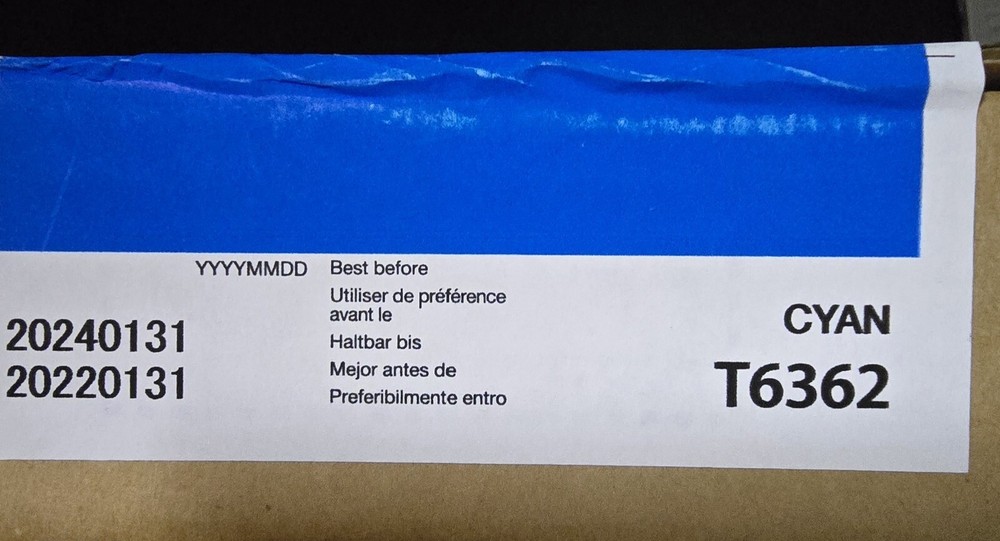 YYYYMMDD Best before
Utiliser de préférence
avant le
20240131
Haltbar bis
20220131
Mejor antes de
Preferibilmente entro
CYAN
T6362